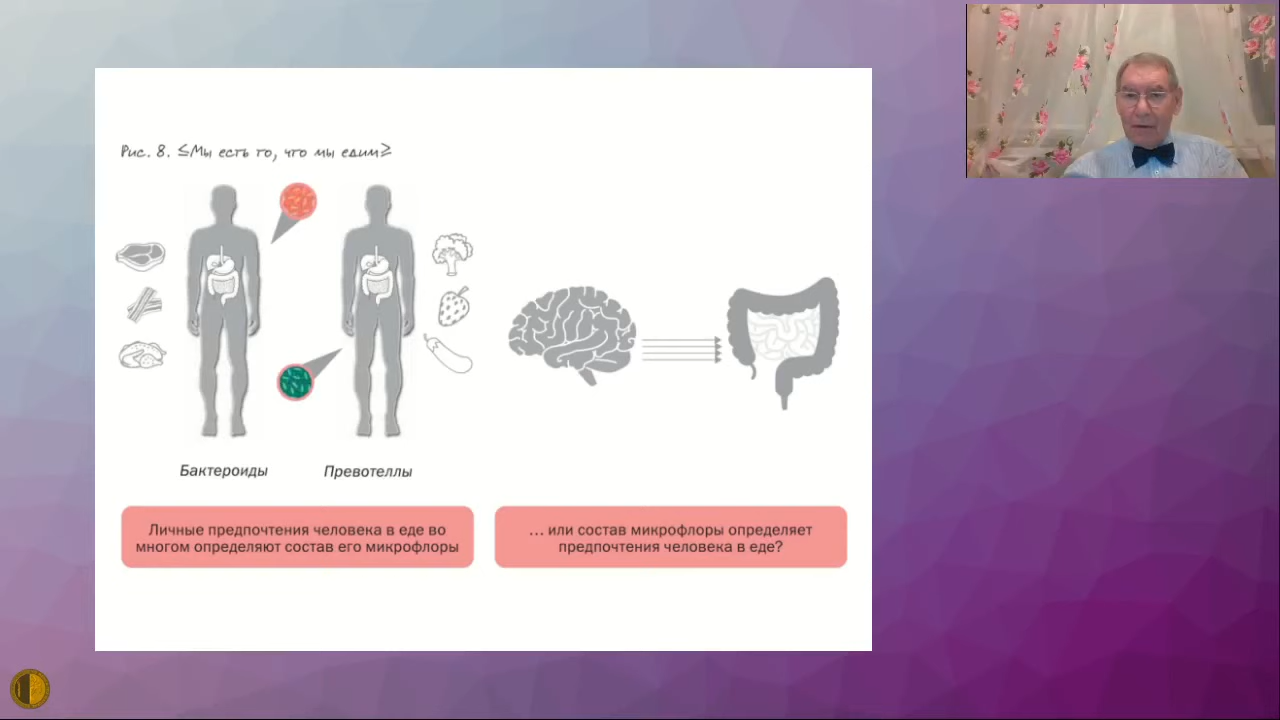 Рис. 8. ≤Мы есть то, что мы едим≥
Бактероиды
Превотеллы
Личные предпочтения человека в еде во
многом определяют состав его микрофлоры
... или состав микрофлоры определяет
предпочтения человека в еде?